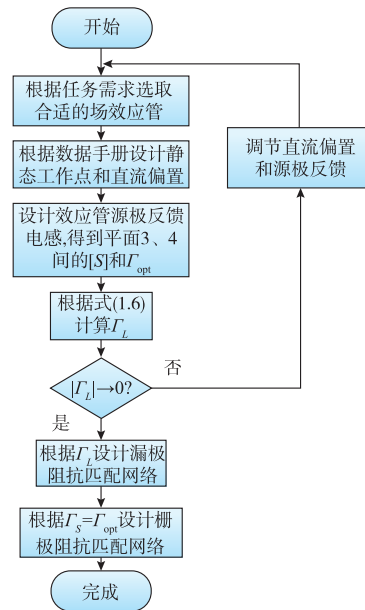 开始
根据任务需求选取
合适的场效应管
根据数据手册设计静
态工作点和直流偏置
调节直流偏置
和源极反馈
设计效应管源极反馈
电感,得到平面3、4
间的[S]和Γopt
根据式(1.6)
计算ΓL
|ΓL|→0?
否
是
根据ΓL设计漏极
阻抗匹配网络
根据ΓS=Γopt设计栅
极阻抗匹配网络
完成